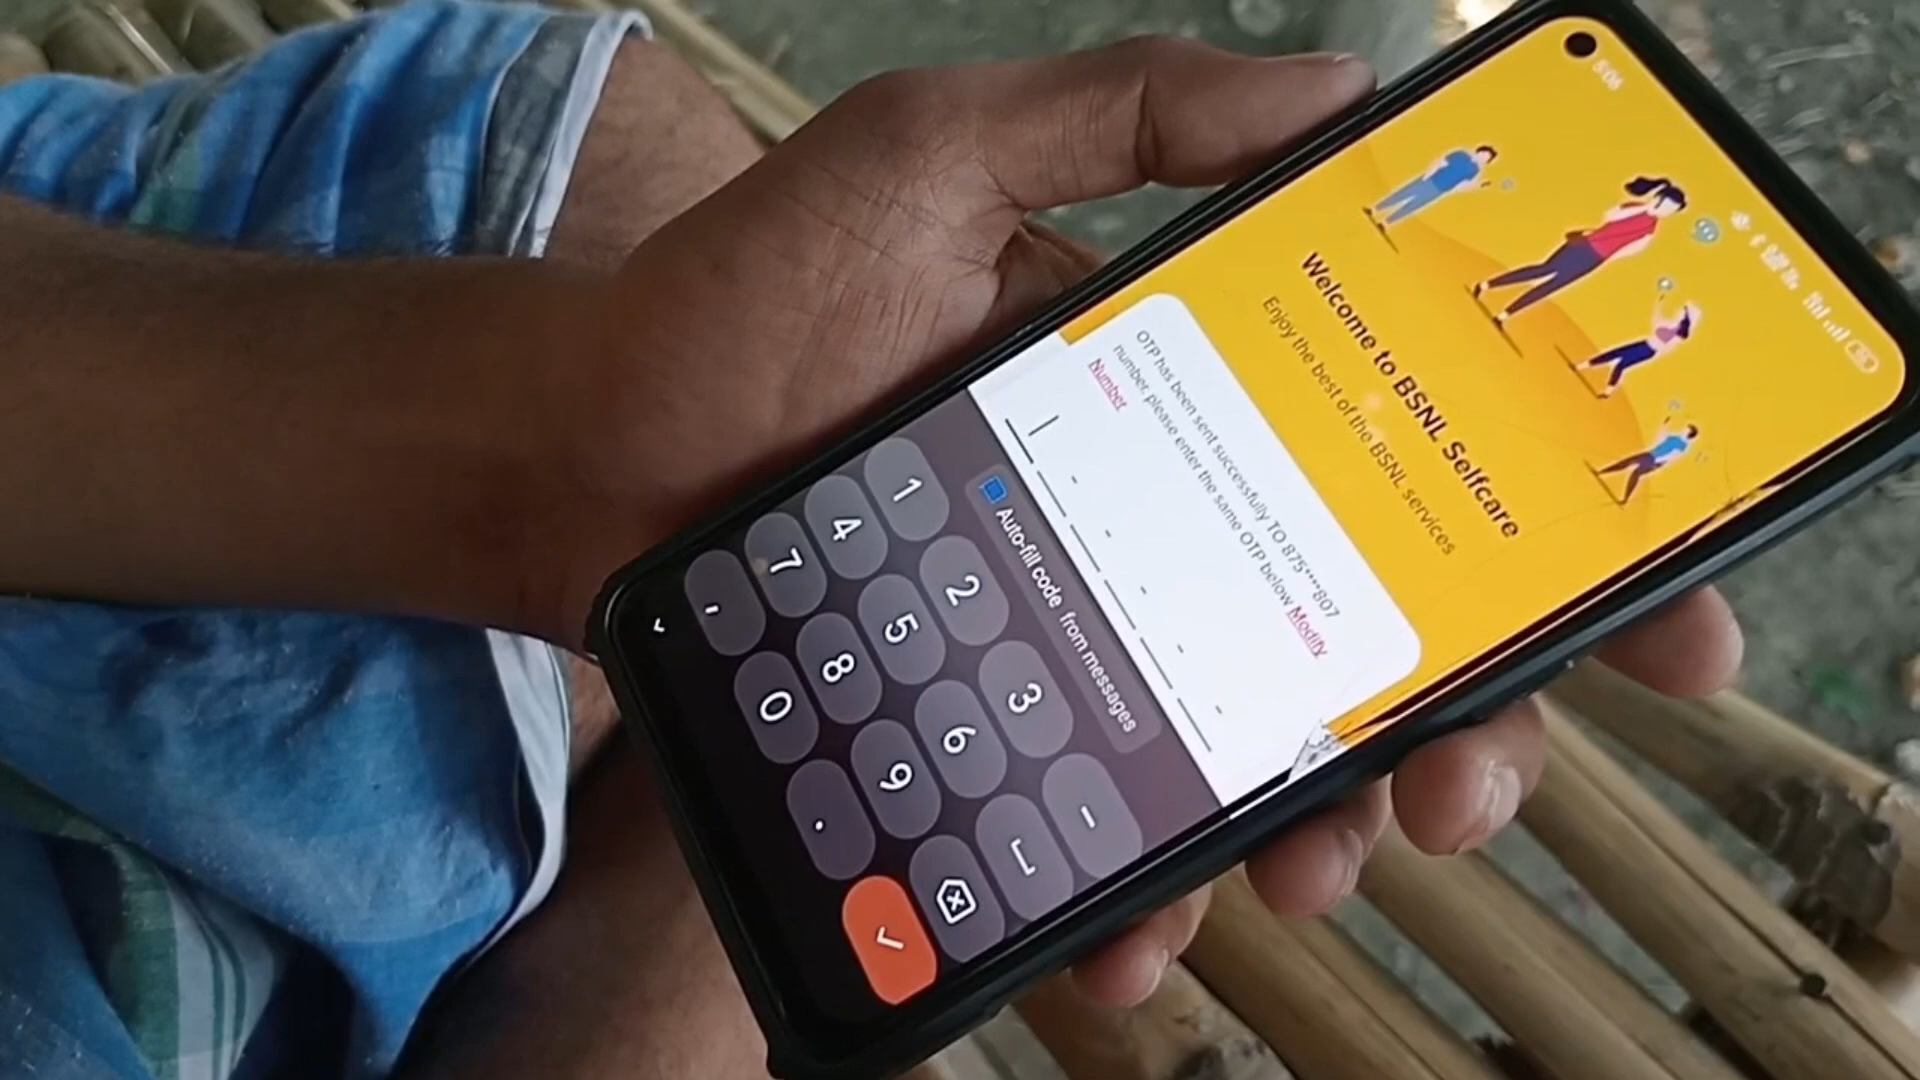 5:06
Welcome to BSNL Selfcare
Enjoy the best of the BSNL services
OTP has been sent successfully TO 875****807
number, please enter the same OTP below Modify
Number
- - - - -
Auto-fill code from messages
1 2 3 -
4 5 6
7 8 9
, 0 .